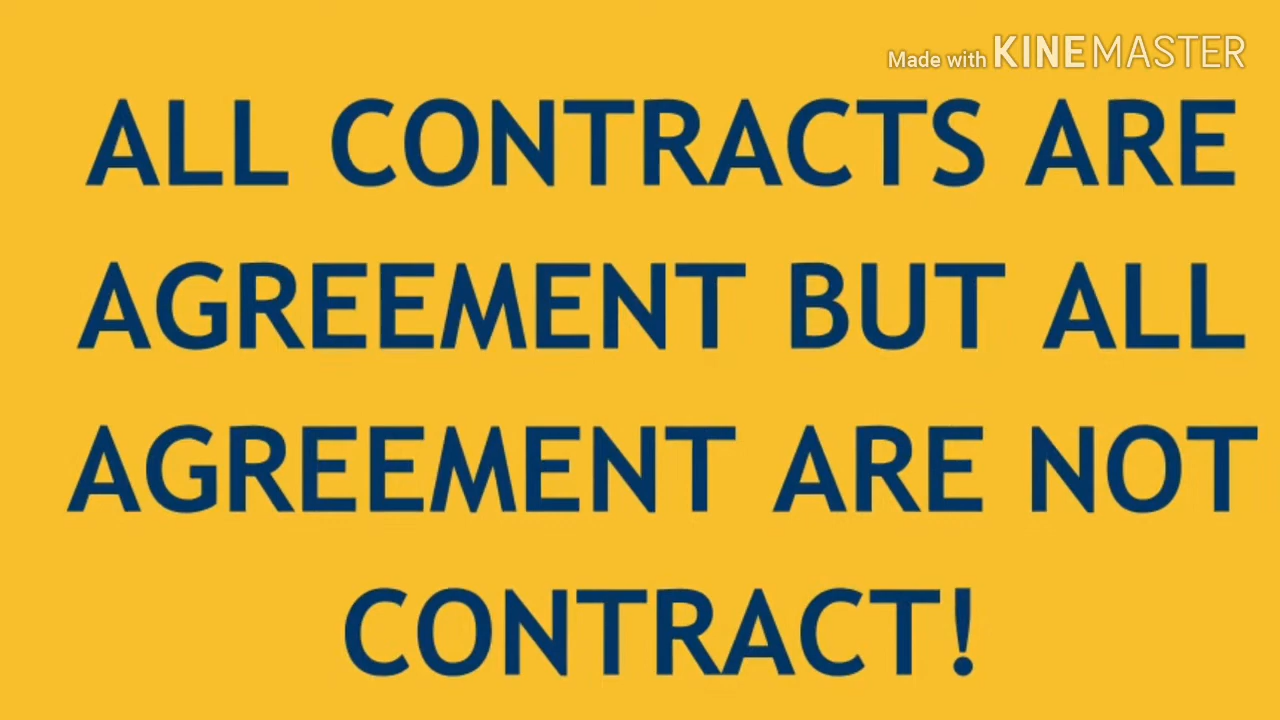 Made with KINEMASTER
ALL CONTRACTS ARE
AGREEMENT BUT ALL
AGREEMENT ARE NOT
CONTRACT!